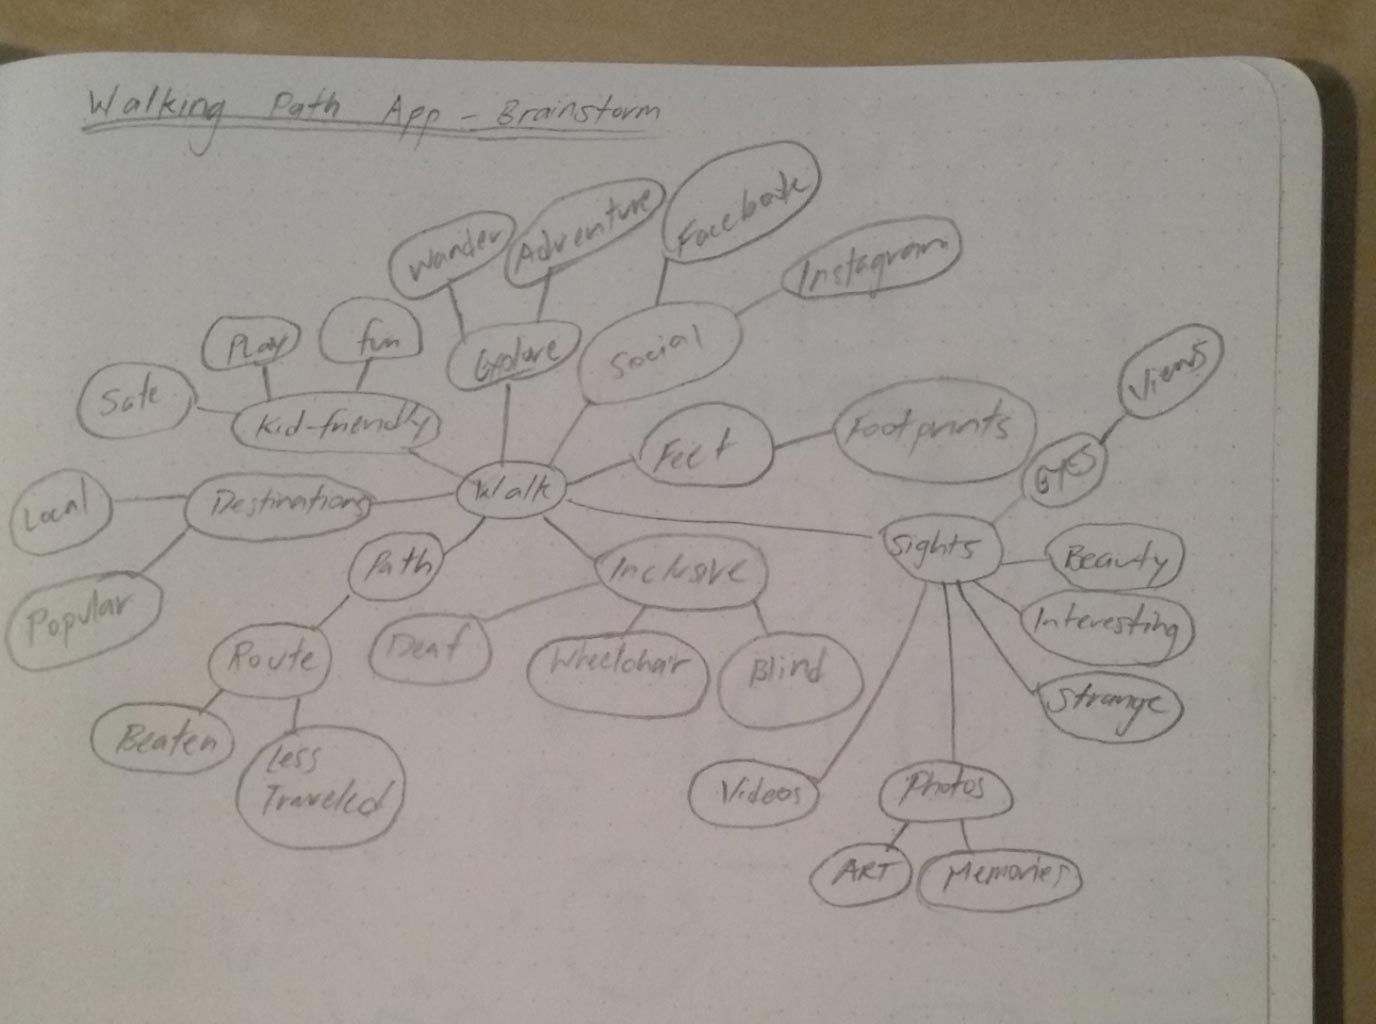 Walking Path App - Brainstorm
Wander
Adventure
Facebook
Instagram
Play
fun
Explore
Social
Views
Safe
Kid-friendly
Feet
Footprints
Eyes
Local
Destinations
Walk
Sights
Beauty
Path
Inclusive
Popular
Interesting
Route
Deaf
Wheelchair
Blind
Strange
Beaten
Less
Traveled
Videos
Photos
ART
Memories